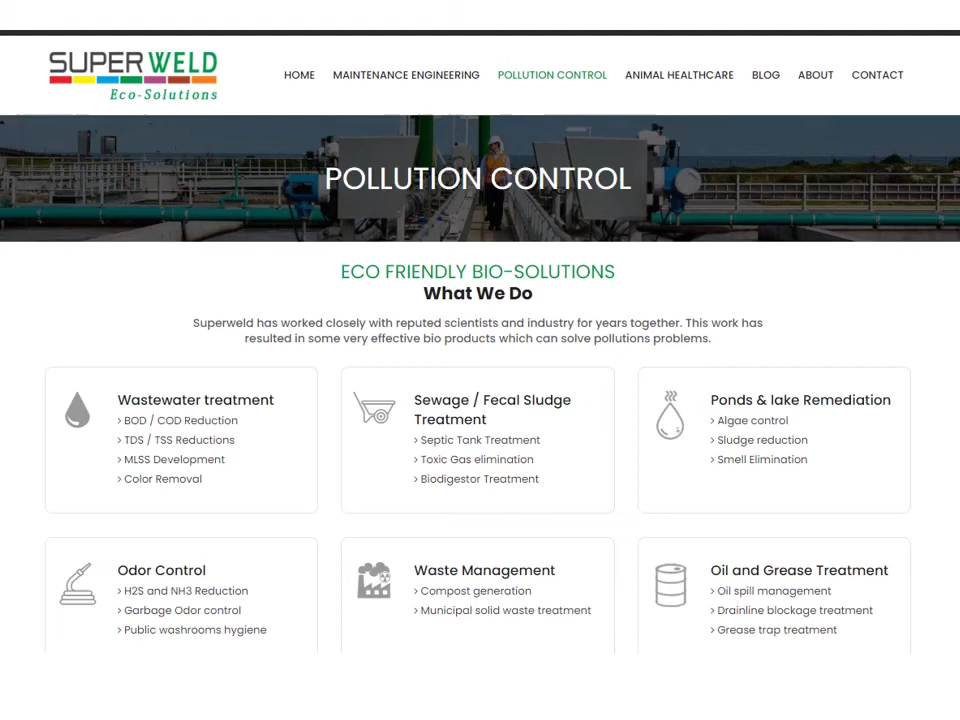 SUPER WELD
Eco-Solutions
HOME MAINTENANCE ENGINEERING POLLUTION CONTROL ANIMAL HEALTHCARE BLOG ABOUT CONTACT
POLLUTION CONTROL
ECO FRIENDLY BIO-SOLUTIONS
What We Do
Superweld has worked closely with reputed scientists and industry for years together. This work has
resulted in some very effective bio products which can solve pollutions problems.
Wastewater treatment
> BOD / COD Reduction
> TDS / TSS Reductions
> MLSS Development
> Color Removal
Sewage / Fecal Sludge
Treatment
> Septic Tank Treatment
> Toxic Gas elimination
> Biodigestor Treatment
Ponds & lake Remediation
> Algae control
> Sludge reduction
> Smell Elimination
Odor Control
> H2S and NH3 Reduction
> Garbage Odor control
> Public washrooms hygiene
Waste Management
> Compost generation
> Municipal solid waste treatment
Oil and Grease Treatment
> Oil spill management
> Drainline blockage treatment
> Grease trap treatment